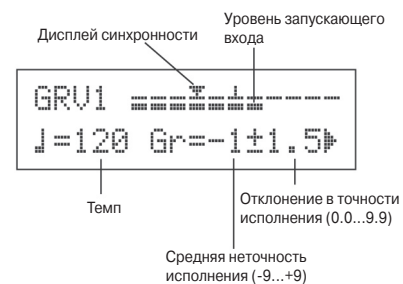 Уровень запускающего
входа
Дисплей синхронности
GRV1
♩=120 Gr=-1±1.5
Темп
Отклонение в точности
исполнения (0.0...9.9)
Средняя неточность
исполнения (-9...+9)